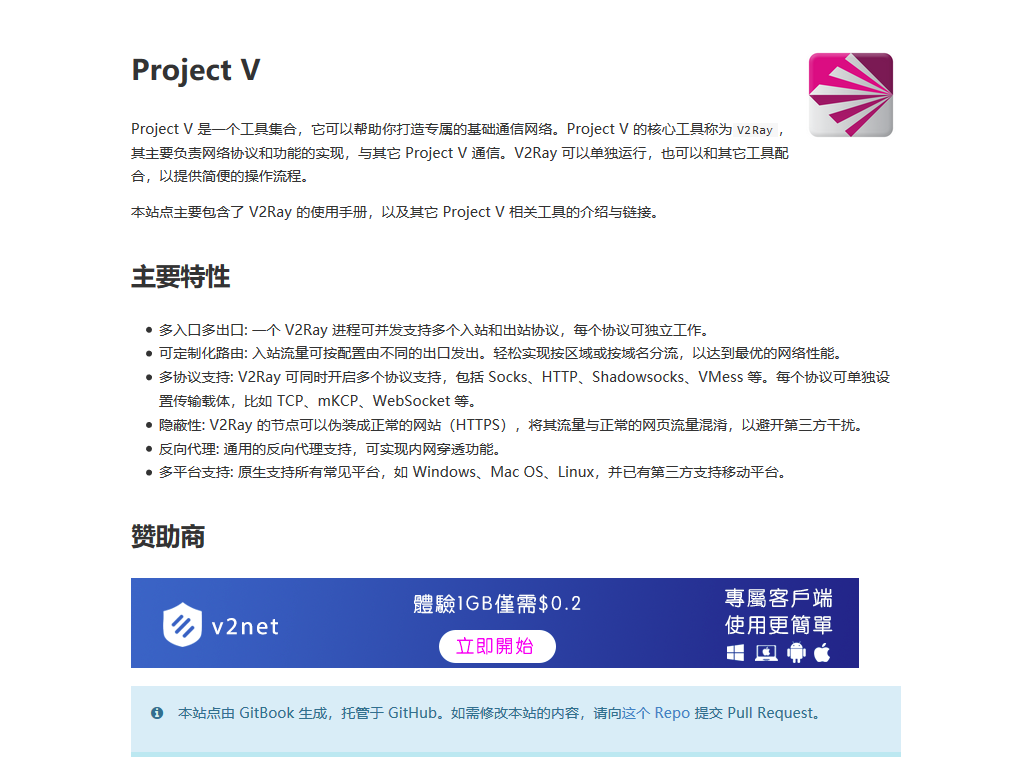 Project V
Project V 是一个工具集合，它可以帮助你打造专属的基础通信网络。Project V 的核心工具称为 V2Ray，
其主要负责网络协议和功能的实现，与其它 Project V 通信。V2Ray 可以单独运行，也可以和其它工具配
合，以提供简便的操作流程。
本站点主要包含了 V2Ray 的使用手册，以及其它 Project V 相关工具的介绍与链接。
主要特性
多入口多出口: 一个 V2Ray 进程可并发支持多个入站和出站协议，每个协议可独立工作。
可定制化路由: 入站流量可按配置由不同的出口发出。轻松实现按区域或按域名分流，以达到最优的网络性能。
多协议支持: V2Ray 可同时开启多个协议支持，包括 Socks、HTTP、Shadowsocks、VMess 等。每个协议可单独设
置传输载体，比如 TCP、mKCP、WebSocket 等。
隐蔽性: V2Ray 的节点可以伪装成正常的网站（HTTPS），将其流量与正常的网页流量混淆，以避开第三方干扰。
反向代理: 通用的反向代理支持，可实现内网穿透功能。
多平台支持: 原生支持所有常见平台，如 Windows、Mac OS、Linux，并已有第三方支持移动平台。
赞助商
v2net
體驗1GB僅需$0.2
立即開始
專屬客戶端
使用更簡單
本站点由 GitBook 生成，托管于 GitHub。如需修改本站的内容，请向这个 Repo 提交 Pull Request。